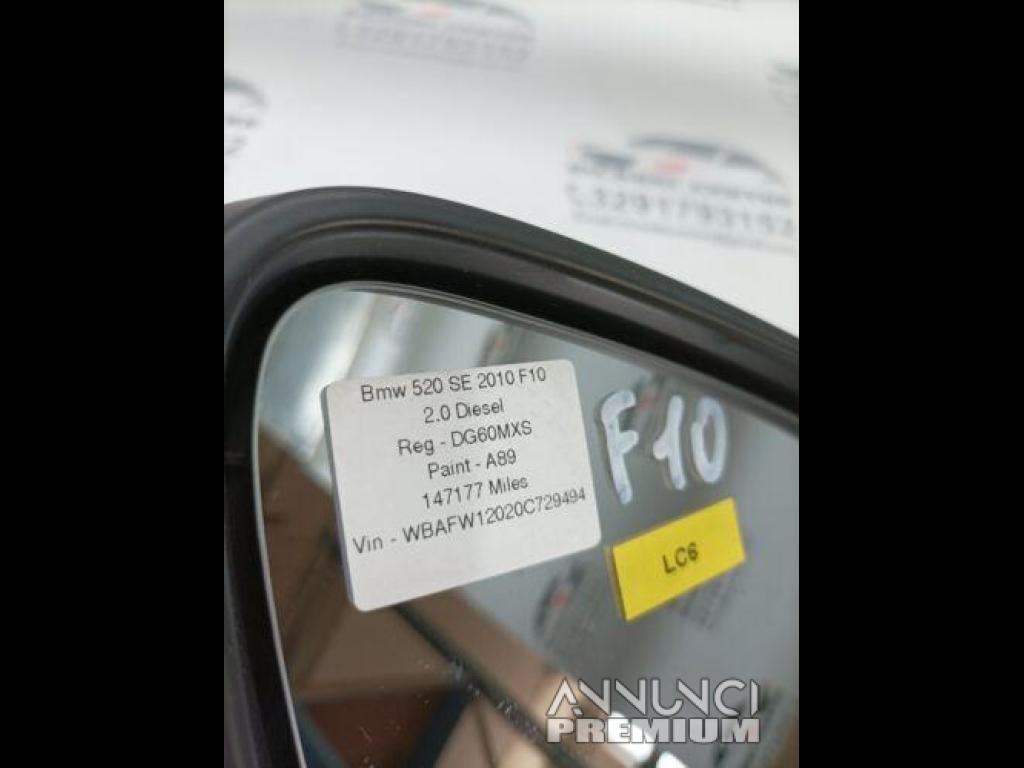 3291793152
Bmw 520 SE 2010 F10
2.0 Diesel
Reg - DG60MXS
Paint - A89
147177 Miles
Vin - WBAFW12020C729494
F10
LC6
ANNUNCI
PREMIUM